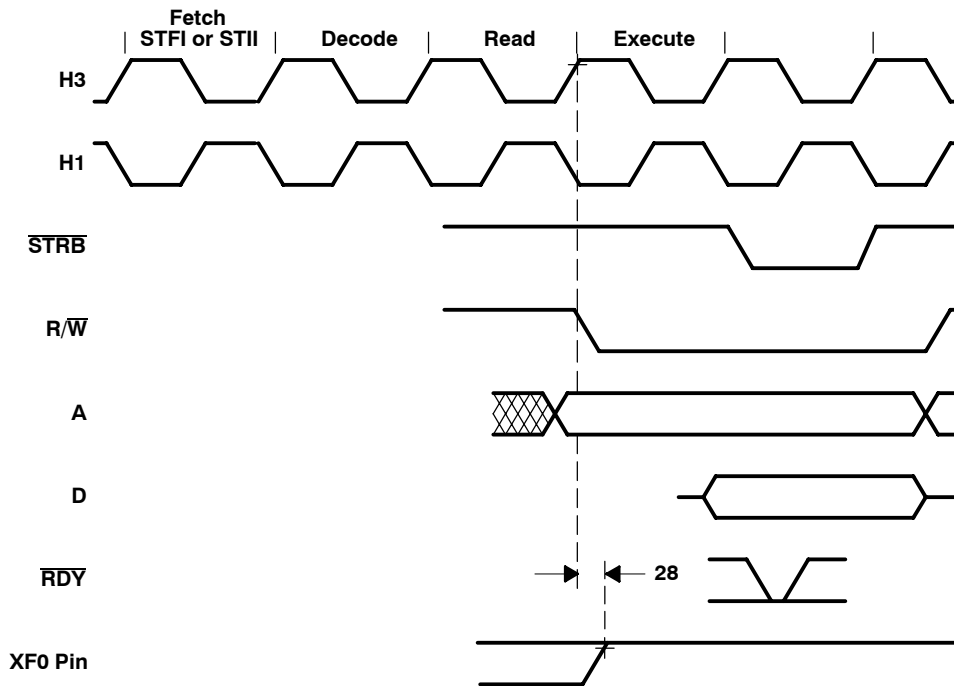 Fetch
STFI or STII
Decode
Read
Execute
H3
H1
STRB
R/W
A
D
RDY
28
XF0 Pin